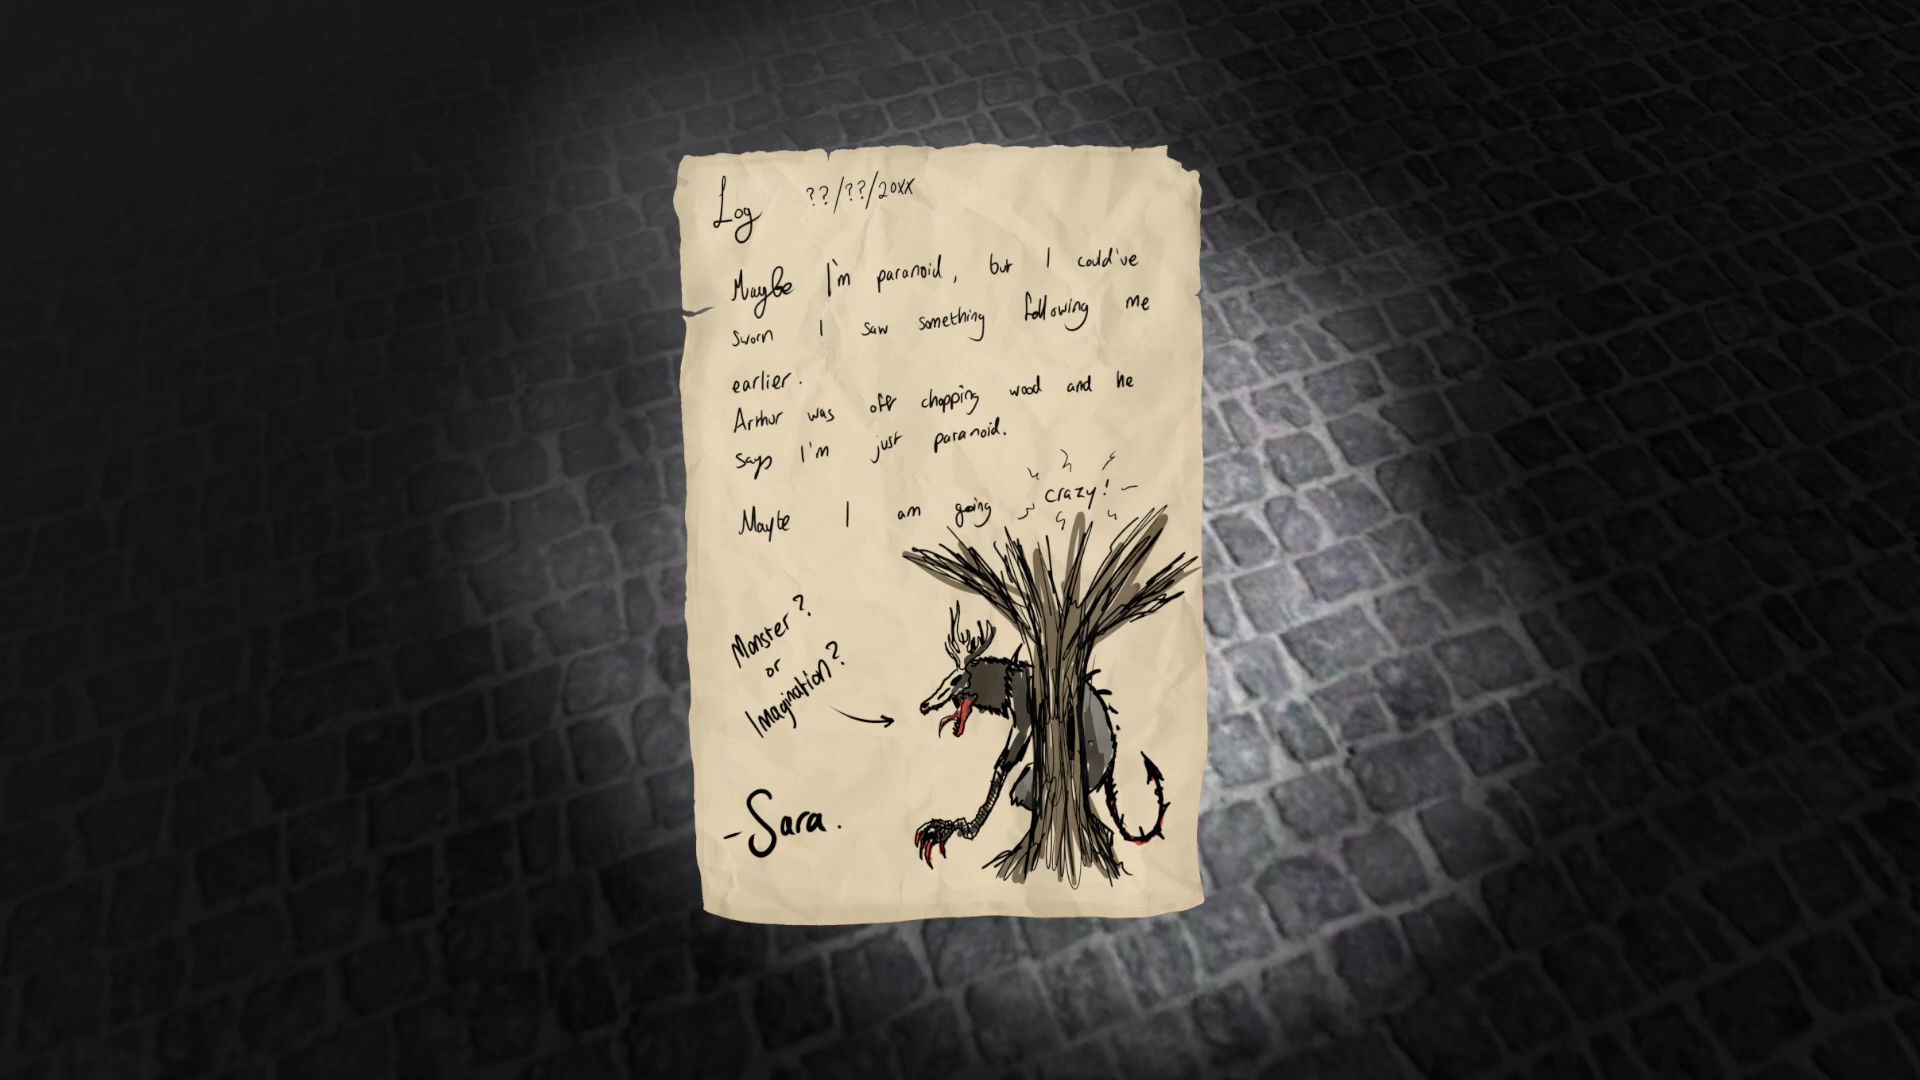 Log ??/??/20XX
Maybe I'm paranoid, but I could've
sworn I saw something following me
earlier.
Arthur was off chopping wood and he
says I'm just paranoid.
Maybe I am going crazy!
Monster?
or
Imagination?
-Sara.